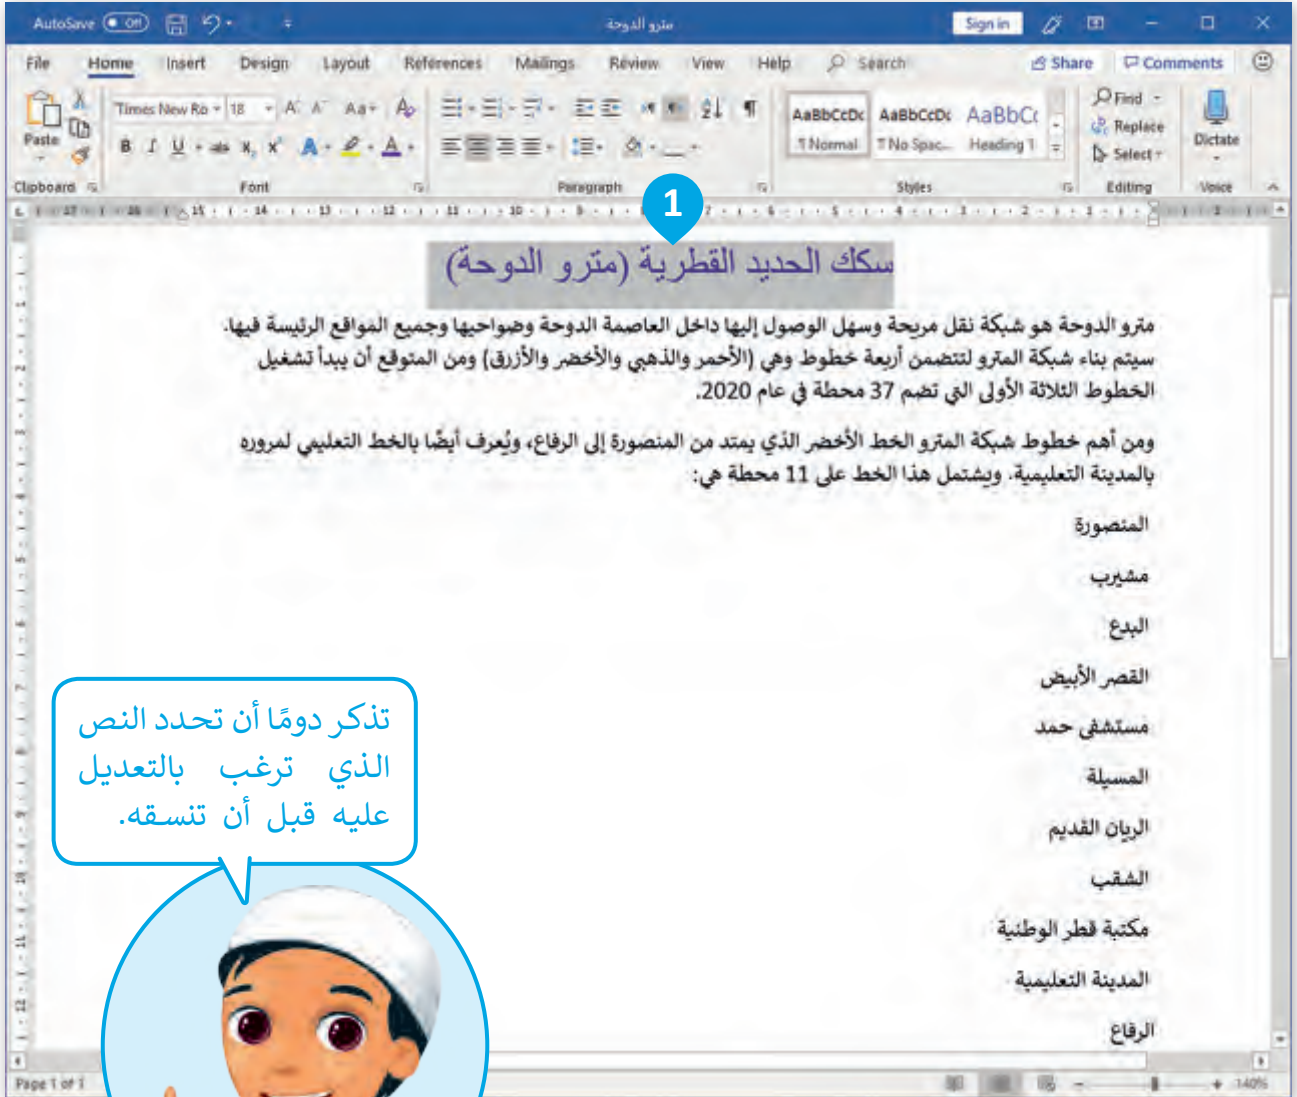 AutoSave Off
مترو الدوحة
Sign in
File Home Insert Design Layout References Mailings Review View Help Search Share Comments
Paste
Times New Ro 18
AaBbCcDc AaBbCcDc AaBbCc
Normal No Spac... Heading 1
Find
Replace
Select
Dictate
Clipboard Font Paragraph Styles Editing Voice
1
سكك الحديد القطرية (مترو الدوحة)
مترو الدوحة هو شبكة نقل مريحة وسهل الوصول إليها داخل العاصمة الدوحة وضواحيها وجميع المواقع الرئيسة فيها.
سيتم بناء شبكة المترو لتتضمن أربعة خطوط وهي (الأحمر والذهبي والأخضر والأزرق) ومن المتوقع أن يبدأ تشغيل
الخطوط الثلاثة الأولى التي تضم 37 محطة في عام 2020.
ومن أهم خطوط شبكة المترو الخط الأخضر الذي يمتد من المنصورة إلى الرفاع، ويُعرف أيضًا بالخط التعليمي لمروره
بالمدينة التعليمية. ويشتمل هذا الخط على 11 محطة هي:
المنصورة
مشيرب
البدع
القصر الأبيض
مستشفى حمد
المسيلة
الريان القديم
الشقب
مكتبة قطر الوطنية
المدينة التعليمية
الرفاع
تذكر دومًا أن تحدد النص
الذي ترغب بالتعديل
عليه قبل أن تنسقه.
Page 1 of 1
140%